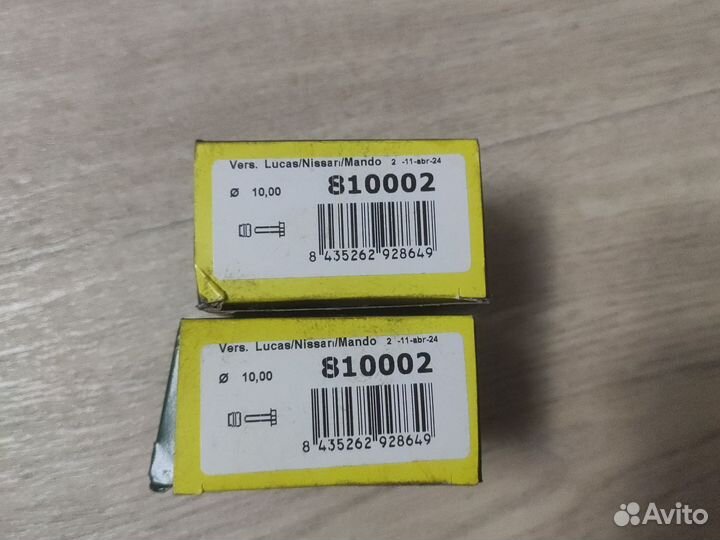 Vers. Lucas/Nissan/Mando 2 -11-abr-24
Ø 10,00 810002
8 435262 928649
Vers. Lucas/Nissan/Mando 2 -11-abr-24
Ø 10,00 810002
8 435262 928649
Avito